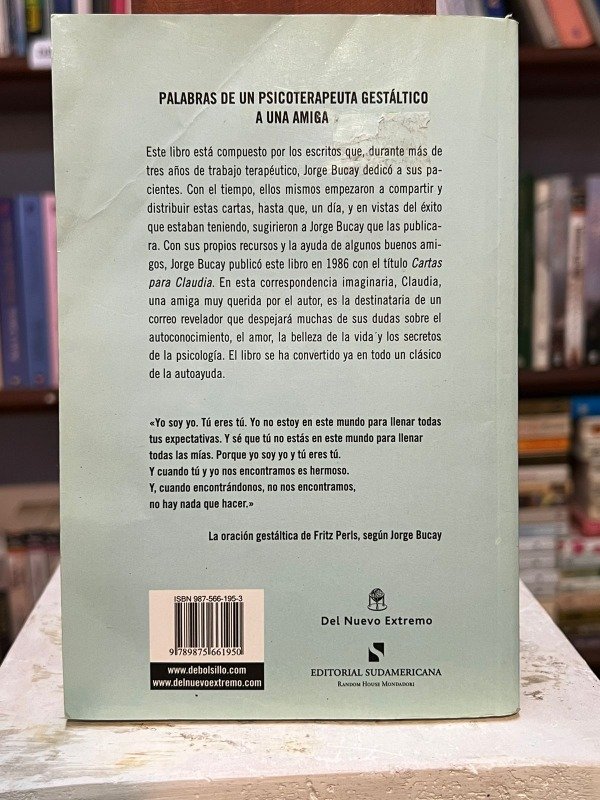 PALABRAS DE UN PSICOTERAPEUTA GESTÁLTICO
A UNA AMIGA
Este libro está compuesto por los escritos que, durante más de
tres años de trabajo terapéutico, Jorge Bucay dedicó a sus pa-
cientes. Con el tiempo, ellos mismos empezaron a compartir y
distribuir estas cartas, hasta que, un día, y en vistas del éxito
que estaban teniendo, sugirieron a Jorge Bucay que las publica-
ra. Con sus propios recursos y la ayuda de algunos buenos ami-
gos, Jorge Bucay publicó este libro en 1986 con el título Cartas
para Claudia. En esta correspondencia imaginaria, Claudia,
una amiga muy querida por el autor, es la destinataria de un
correo revelador que despejará muchas de sus dudas sobre el
autoconocimiento, el amor, la belleza de la vida y los secretos
de la psicología. El libro se ha convertido ya en todo un clásico
de la autoayuda.
«Yo soy yo. Tú eres tú. Yo no estoy en este mundo para llenar todas
tus expectativas. Y sé que tú no estás en este mundo para llenar
todas las mías. Porque yo soy yo y tú eres tú.
Y cuando tú y yo nos encontramos es hermoso.
Y, cuando encontrándonos, no nos encontramos,
no hay nada que hacer.»
La oración gestáltica de Fritz Perls, según Jorge Bucay
ISBN 987-566-195-3
9 789875 661950
www.debolsillo.com
www.delnuevoextremo.com
Del Nuevo Extremo
S
EDITORIAL SUDAMERICANA
RANDOM HOUSE MONDADORI